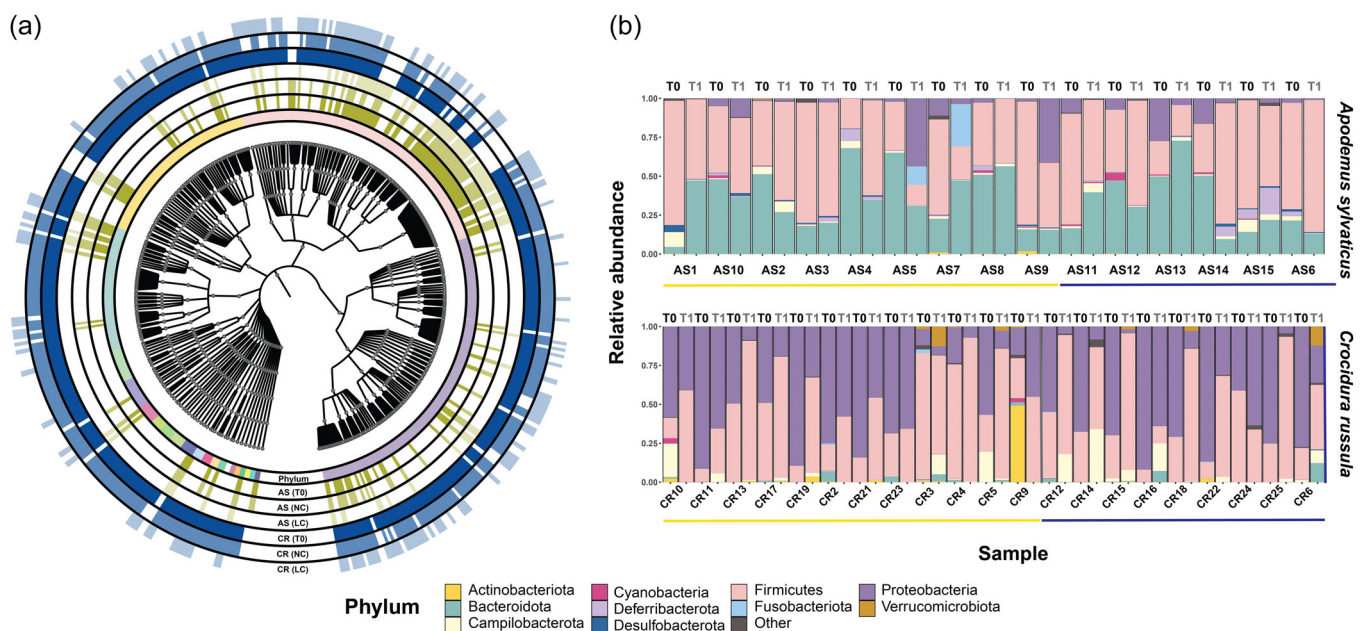 (a)
Phylum
AS (T0)
AS (NC)
AS (LC)
CR (T0)
CR (NC)
CR (LC)
(b)
T0 T1 T0 T1 T0 T1 T0 T1 T0 T1 T0 T1 T0 T1 T0 T1 T0 T1 T0 T1 T0 T1 T0 T1 T0 T1 T0 T1 T0 T1
1.00
0.75
0.50
0.25
0.00
AS1 AS10 AS2 AS3 AS4 AS5 AS7 AS8 AS9 AS11 AS12 AS13 AS14 AS15 AS6
Apodemus sylvaticus
Relative abundance
T0 T1 T0 T1 T0 T1 T0 T1 T0 T1 T0 T1 T0 T1 T0 T1 T0 T1 T0 T1 T0 T1 T0 T1 T0 T1 T0 T1 T0 T1 T0 T1 T0 T1 T0 T1 T0 T1 T0 T1 T0 T1
1.00
0.75
0.50
0.25
0.00
CR10 CR11 CR13 CR17 CR19 CR2 CR21 CR23 CR3 CR4 CR5 CR9 CR12 CR14 CR15 CR16 CR18 CR22 CR24 CR25 CR6
Crocidura russula
Sample
Phylum
Actinobacteriota
Bacteroidota
Campilobacterota
Cyanobacteria
Deferribacterota
Desulfobacterota
Firmicutes
Fusobacteriota
Other
Proteobacteria
Verrucomicrobiota